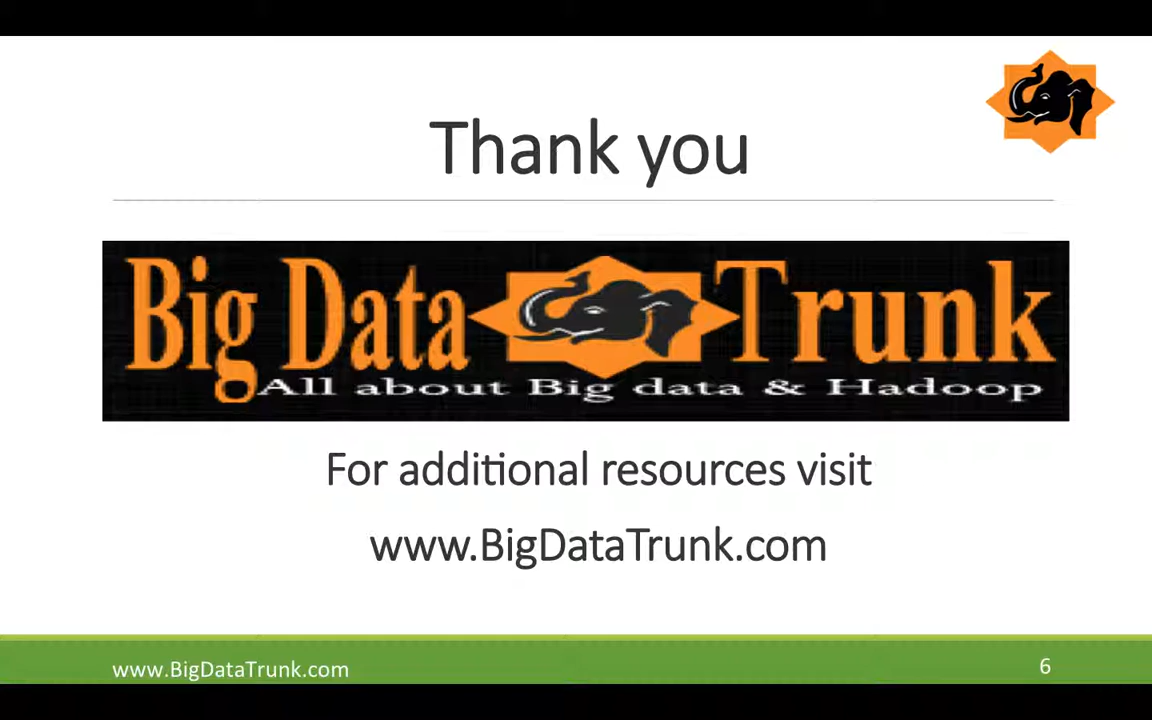 Thank you
Big Data Trunk
All about Big data & Hadoop
For additional resources visit
www.BigDataTrunk.com
www.BigDataTrunk.com
6